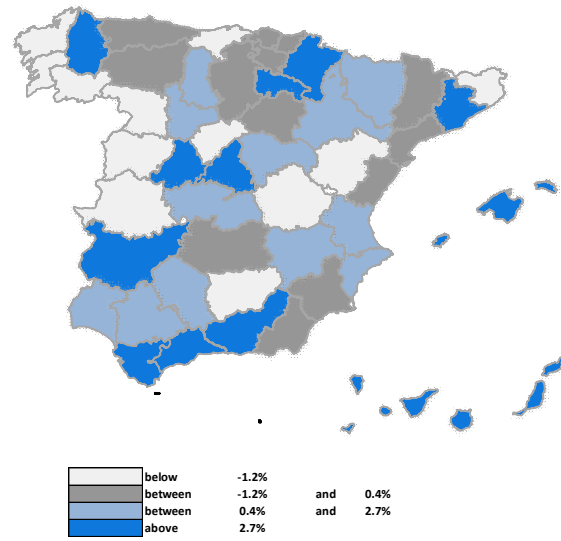 below -1.2%
between -1.2% and 0.4%
between 0.4% and 2.7%
above 2.7%